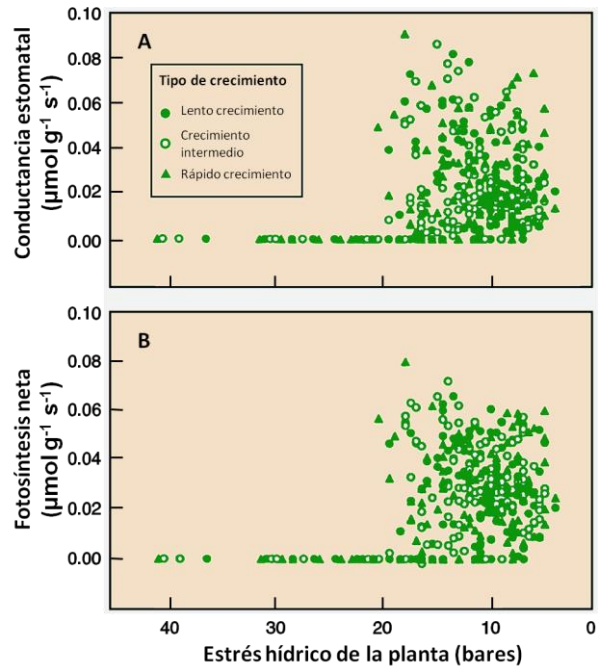 A
Tipo de crecimiento
Lento crecimiento
Crecimiento
intermedio
Rápido crecimiento
Conductancia estomatal
(µmol g⁻¹ s⁻¹)
0.10
0.08
0.06
0.04
0.02
0.00
B
Fotosíntesis neta
(µmol g⁻¹ s⁻¹)
0.10
0.08
0.06
0.04
0.02
0.00
40 30 20 10 0
Estrés hídrico de la planta (bares)